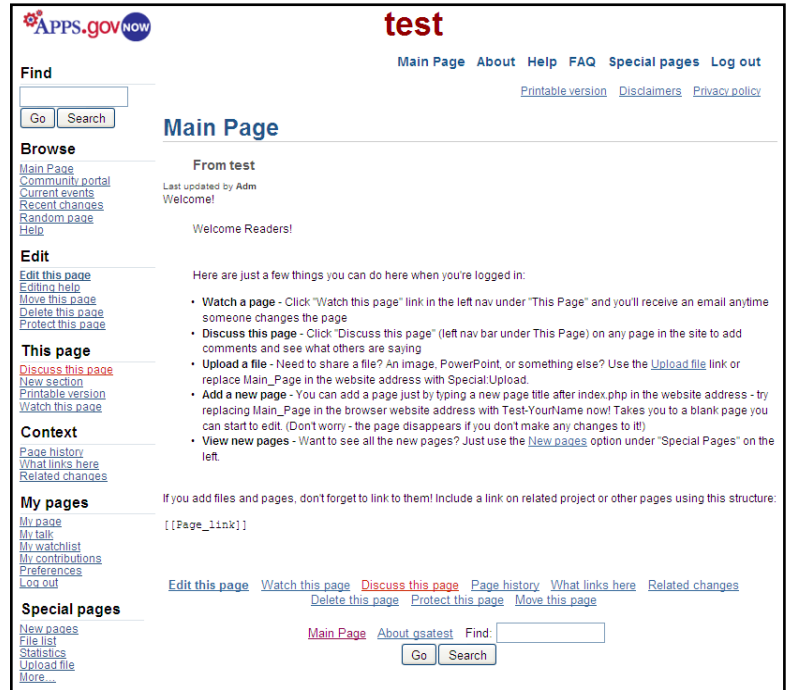 APPS.gov NOW
test
Main Page About Help FAQ Special pages Log out
Printable version Disclaimers Privacy policy
Find
Go Search
Browse
Main Page
Community portal
Current events
Recent changes
Random page
Help
Edit
Edit this page
Editing help
Move this page
Delete this page
Protect this page
This page
Discuss this page
New section
Printable version
Watch this page
Context
Page history
What links here
Related changes
My pages
My page
My talk
My watchlist
My contributions
Preferences
Log out
Special pages
New pages
File list
Statistics
Upload file
More...
Main Page
From test
Last updated by Adm
Welcome!
Welcome Readers!
Here are just a few things you can do here when you're logged in:
• Watch a page - Click "Watch this page" link in the left nav under "This Page" and you'll receive an email anytime
someone changes the page
• Discuss this page - Click "Discuss this page" (left nav bar under This Page) on any page in the site to add
comments and see what others are saying
• Upload a file - Need to share a file? An image, PowerPoint, or something else? Use the Upload file link or
replace Main_Page in the website address with Special:Upload.
• Add a new page - You can add a page just by typing a new page title after index.php in the website address - try
replacing Main_Page in the browser website address with Test-YourName now! Takes you to a blank page you
can start to edit. (Don't worry - the page disappears if you don't make any changes to it!)
• View new pages - Want to see all the new pages? Just use the New pages option under "Special Pages" on the
left.
If you add files and pages, don't forget to link to them! Include a link on related project or other pages using this structure:
[[Page_link]]
Edit this page Watch this page Discuss this page Page history What links here Related changes
Delete this page Protect this page Move this page
Main Page About gsatest Find:
Go Search